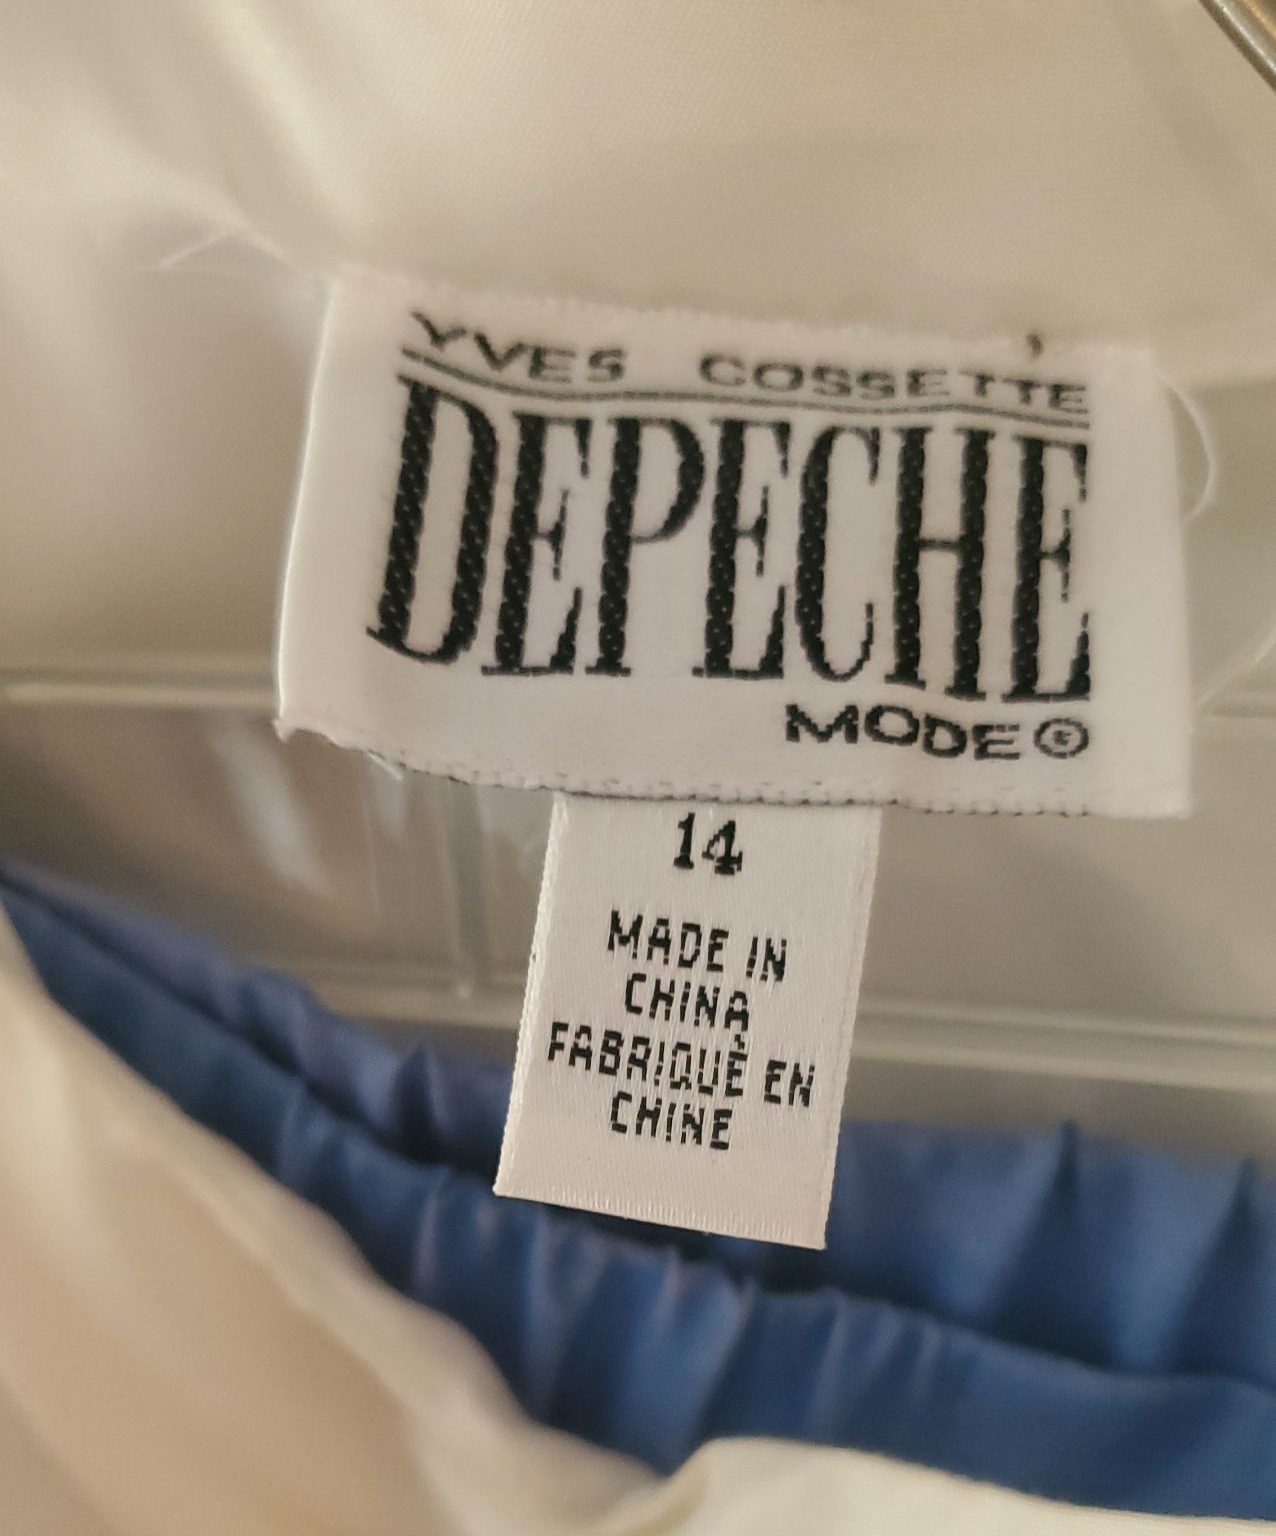 YVES COSSETTE
DEPECHE
MODE®
14
MADE IN
CHINA
FABRIQUÉ EN
CHINE